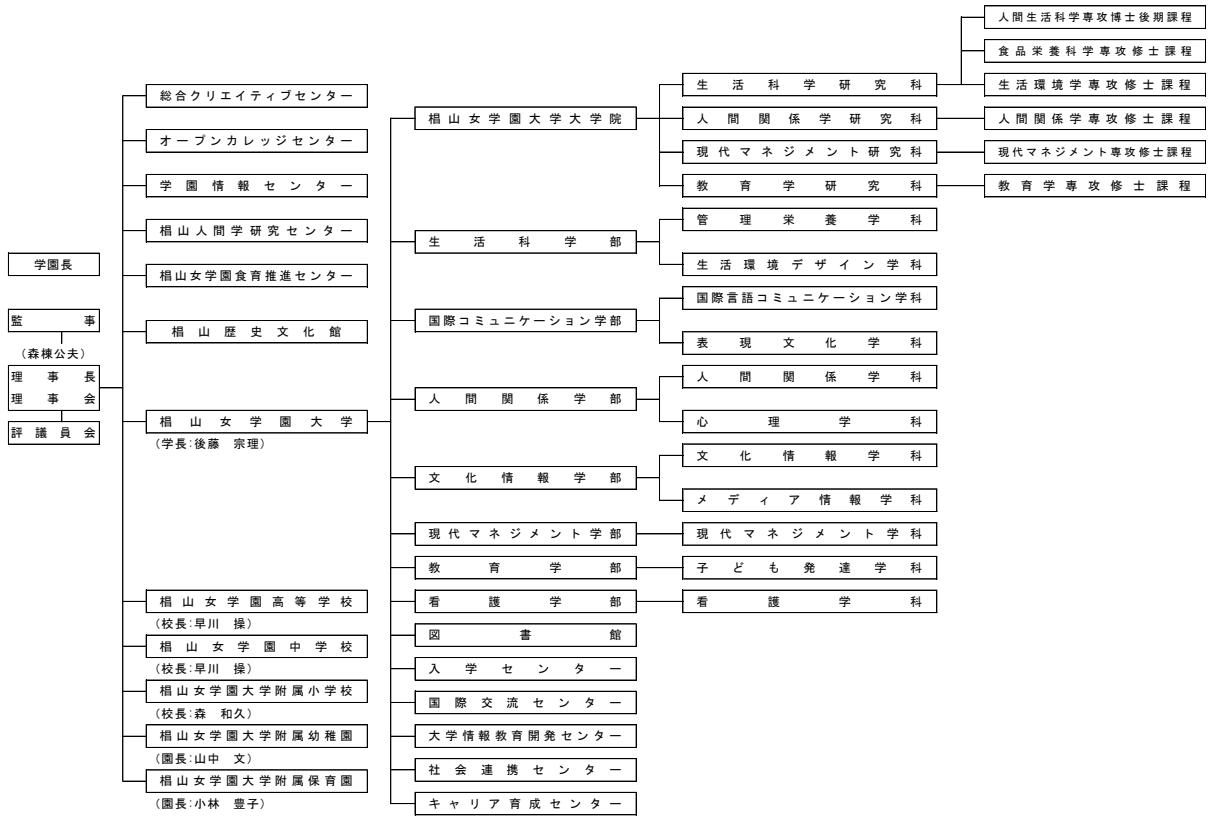 学園長
監事
（森棟公夫）
理事長
理事会
評議員会
総合クリエイティブセンター
オープンカレッジセンター
学園情報センター
椙山人間学研究センター
椙山女学園食育推進センター
椙山歴史文化館
椙山女学園大学
（学長：後藤　宗理）
椙山女学園高等学校
（校長：早川　操）
椙山女学園中学校
（校長：早川　操）
椙山女学園大学附属小学校
（校長：森　和久）
椙山女学園大学附属幼稚園
（園長：山中　文）
椙山女学園大学附属保育園
（園長：小林　豊子）
椙山女学園大学大学院
生活科学部
国際コミュニケーション学部
人間関係学部
文化情報学部
現代マネジメント学部
教育学部
看護学部
図書館
入学センター
国際交流センター
大学情報教育開発センター
社会連携センター
キャリア育成センター
生活科学研究科
人間関係学研究科
現代マネジメント研究科
教育学研究科
管理栄養学科
生活環境デザイン学科
国際言語コミュニケーション学科
表現文化学科
人間関係学科
心理学科
文化情報学科
メディア情報学科
現代マネジメント学科
子ども発達学科
看護学科
人間生活科学専攻博士後期課程
食品栄養科学専攻修士課程
生活環境学専攻修士課程
人間関係学専攻修士課程
現代マネジメント専攻修士課程
教育学専攻修士課程